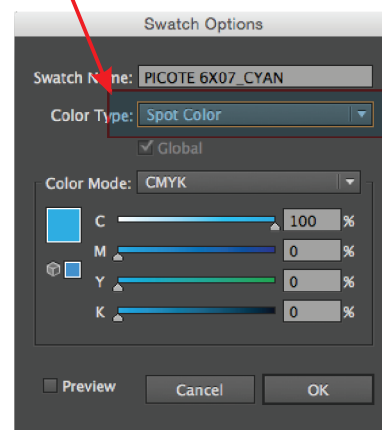 Swatch Options
Swatch Name: PICOTE 6X07_CYAN
Color Type: Spot Color
Global
Color Mode: CMYK
C 100 %
M 0 %
Y 0 %
K 0 %
Preview Cancel OK